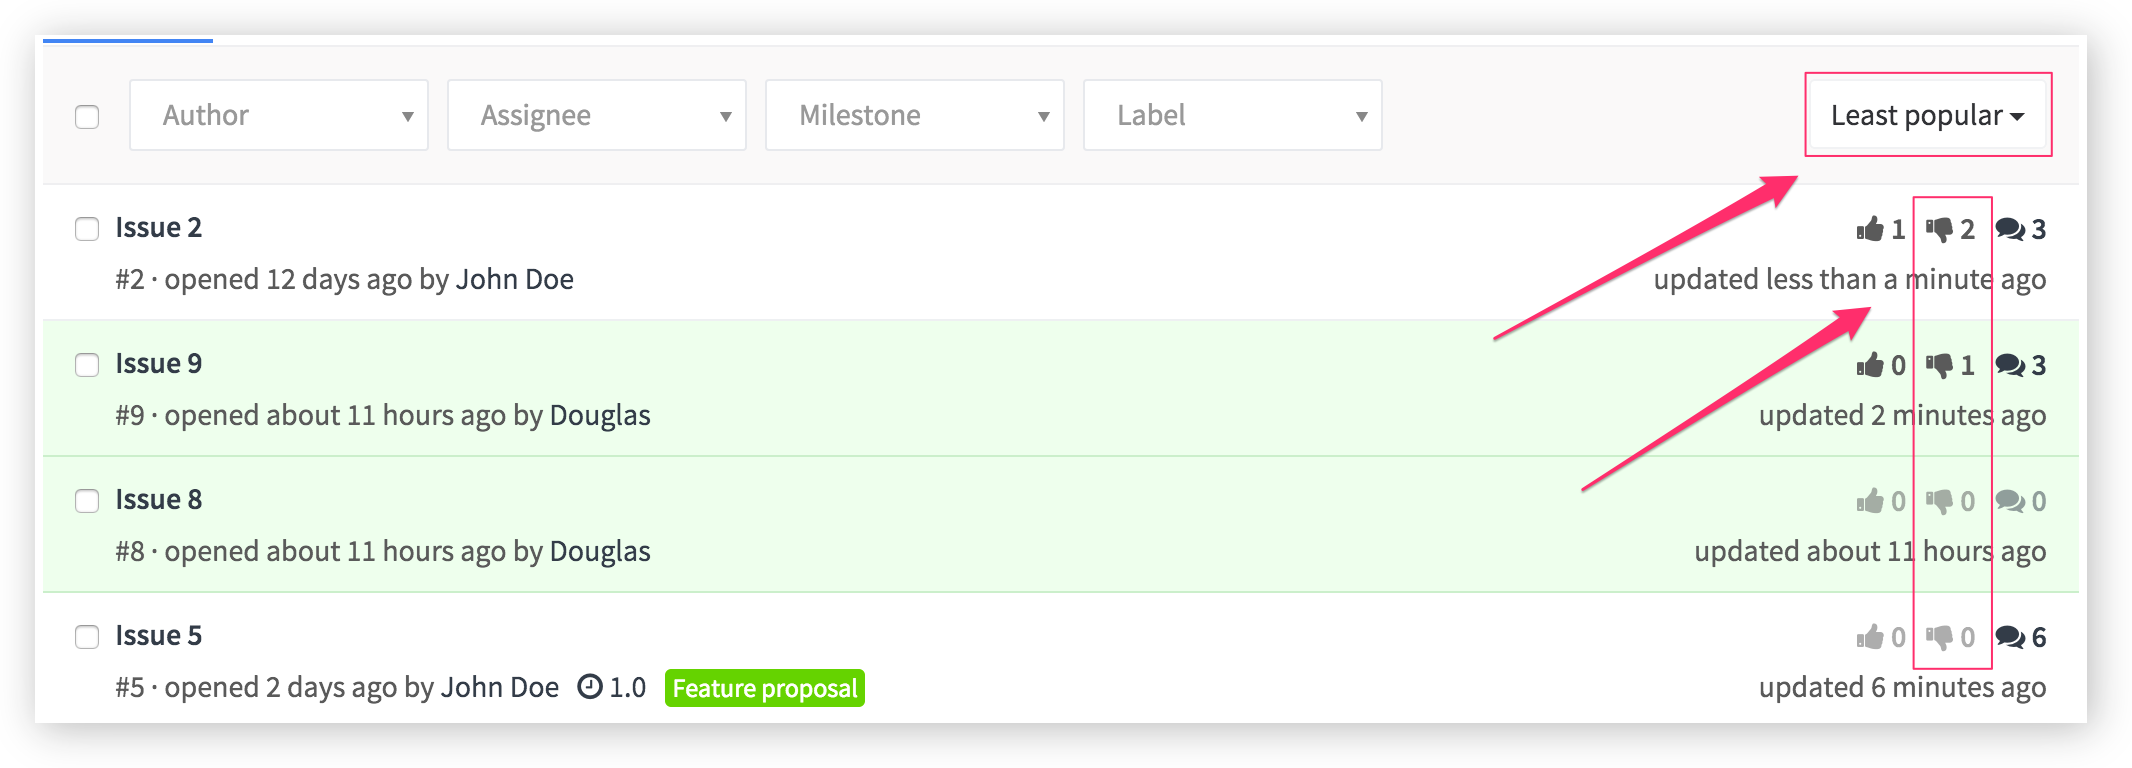 Author Assignee Milestone Label Least popular
Issue 2 1 2 3
#2 · opened 12 days ago by John Doe updated less than a minute ago
Issue 9 0 1 3
#9 · opened about 11 hours ago by Douglas updated 2 minutes ago
Issue 8 0 0 0
#8 · opened about 11 hours ago by Douglas updated about 11 hours ago
Issue 5 0 0 6
#5 · opened 2 days ago by John Doe 1.0 Feature proposal updated 6 minutes ago